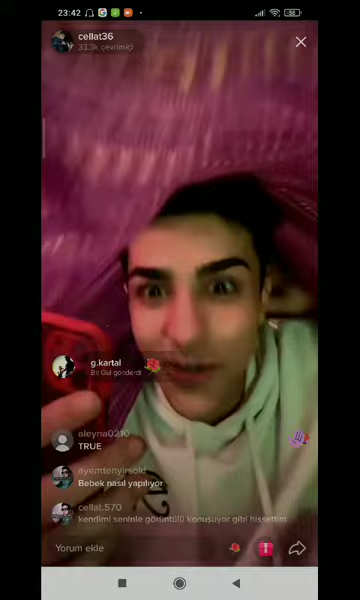 23:42
cellat36
33.3k çevrimiçi
g.kartal
Bir Gül gönderdi
aleyna0210
TRUE
ayemtenyirsold
Bebek nasıl yapılıyor
cellat.570
kendimi seninle görüntülü konuşuyor gibi hissettim
Yorum ekle